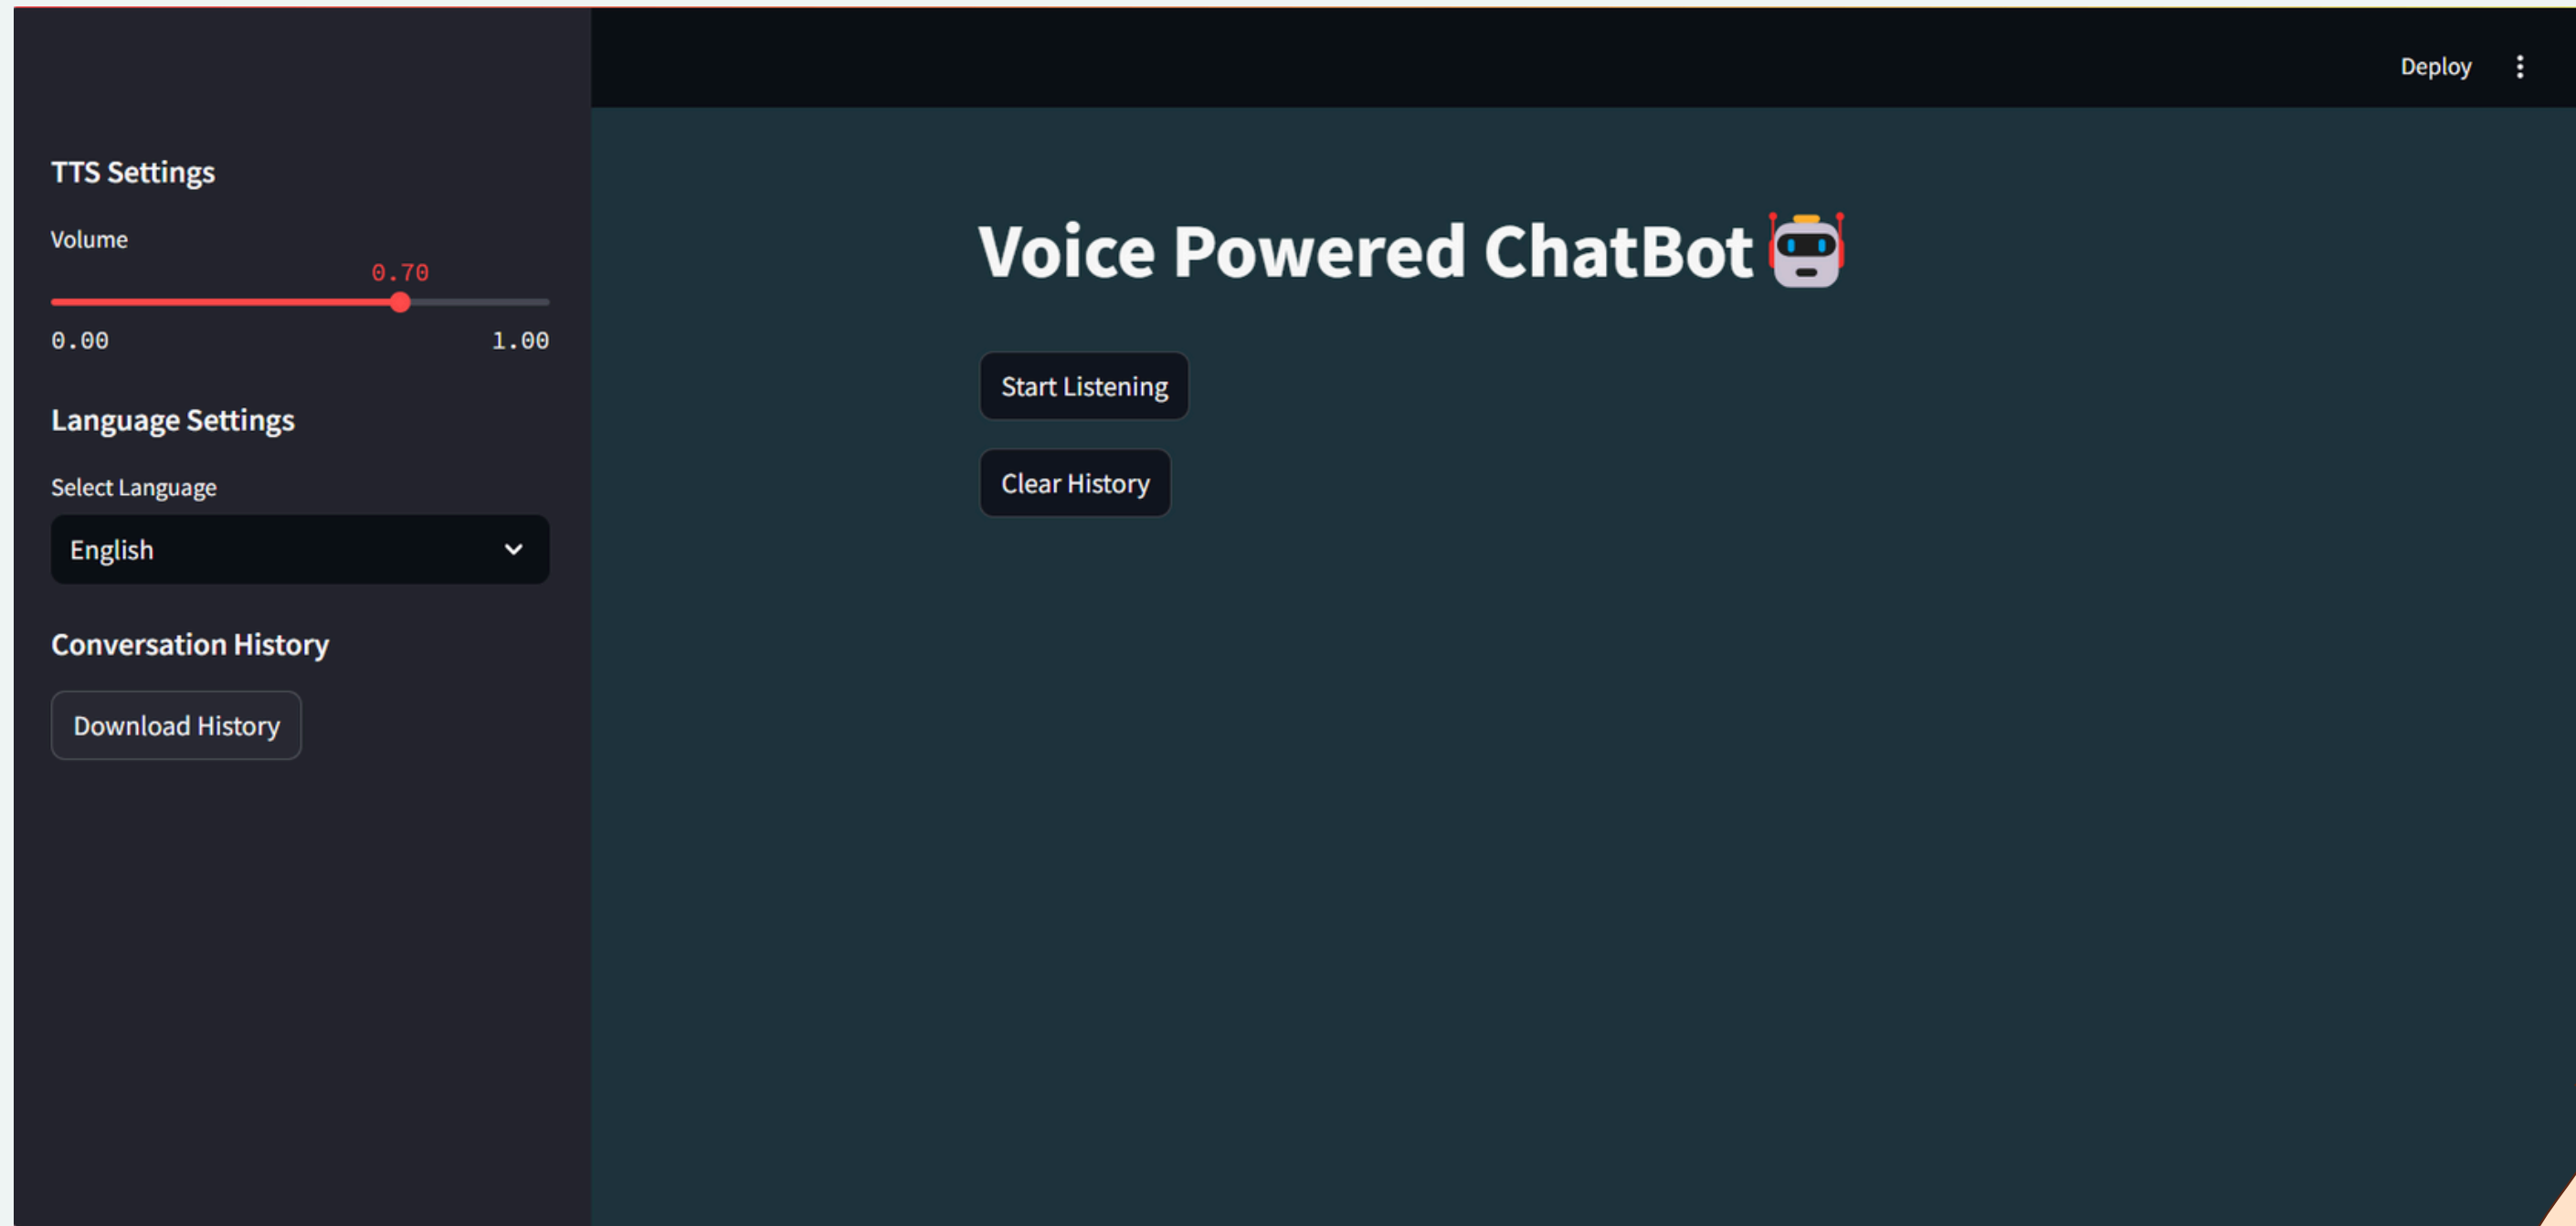 Deploy
TTS Settings
Volume
0.70
0.00 1.00
Language Settings
Select Language
English
Conversation History
Download History
Voice Powered ChatBot
Start Listening
Clear History